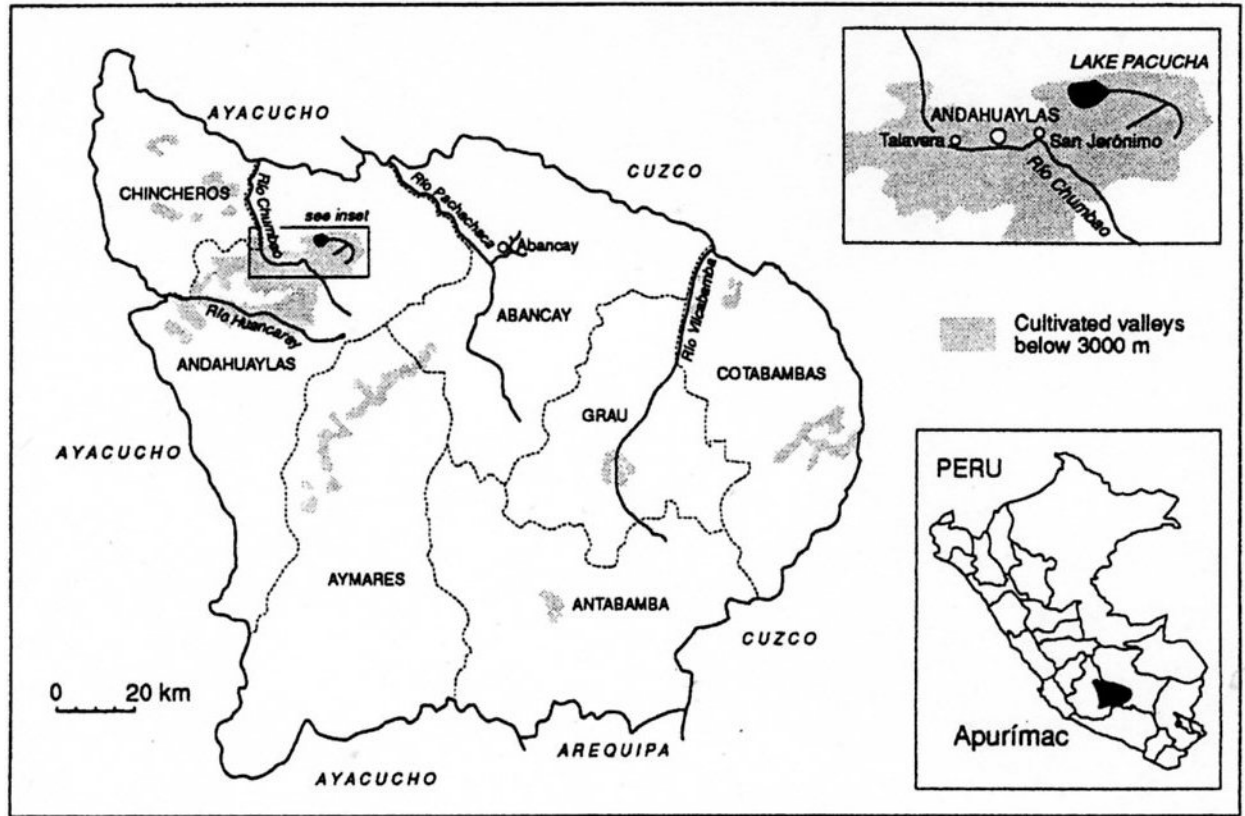 AYACUCHO
CHINCHEROS
Río Chumbao
see inset
Río Pachachaca
Abancay
CUZCO
LAKE PACUCHA
ANDAHUAYLAS
Talavera
San Jerónimo
Río Chumbao
Río Huancaray
ANDAHUAYLAS
ABANCAY
Río Vilcabamba
COTABAMBAS
Cultivated valleys
below 3000 m
GRAU
AYACUCHO
AYMARES
ANTABAMBA
CUZCO
0 20 km
AREQUIPA
AYACUCHO
PERU
Apurímac